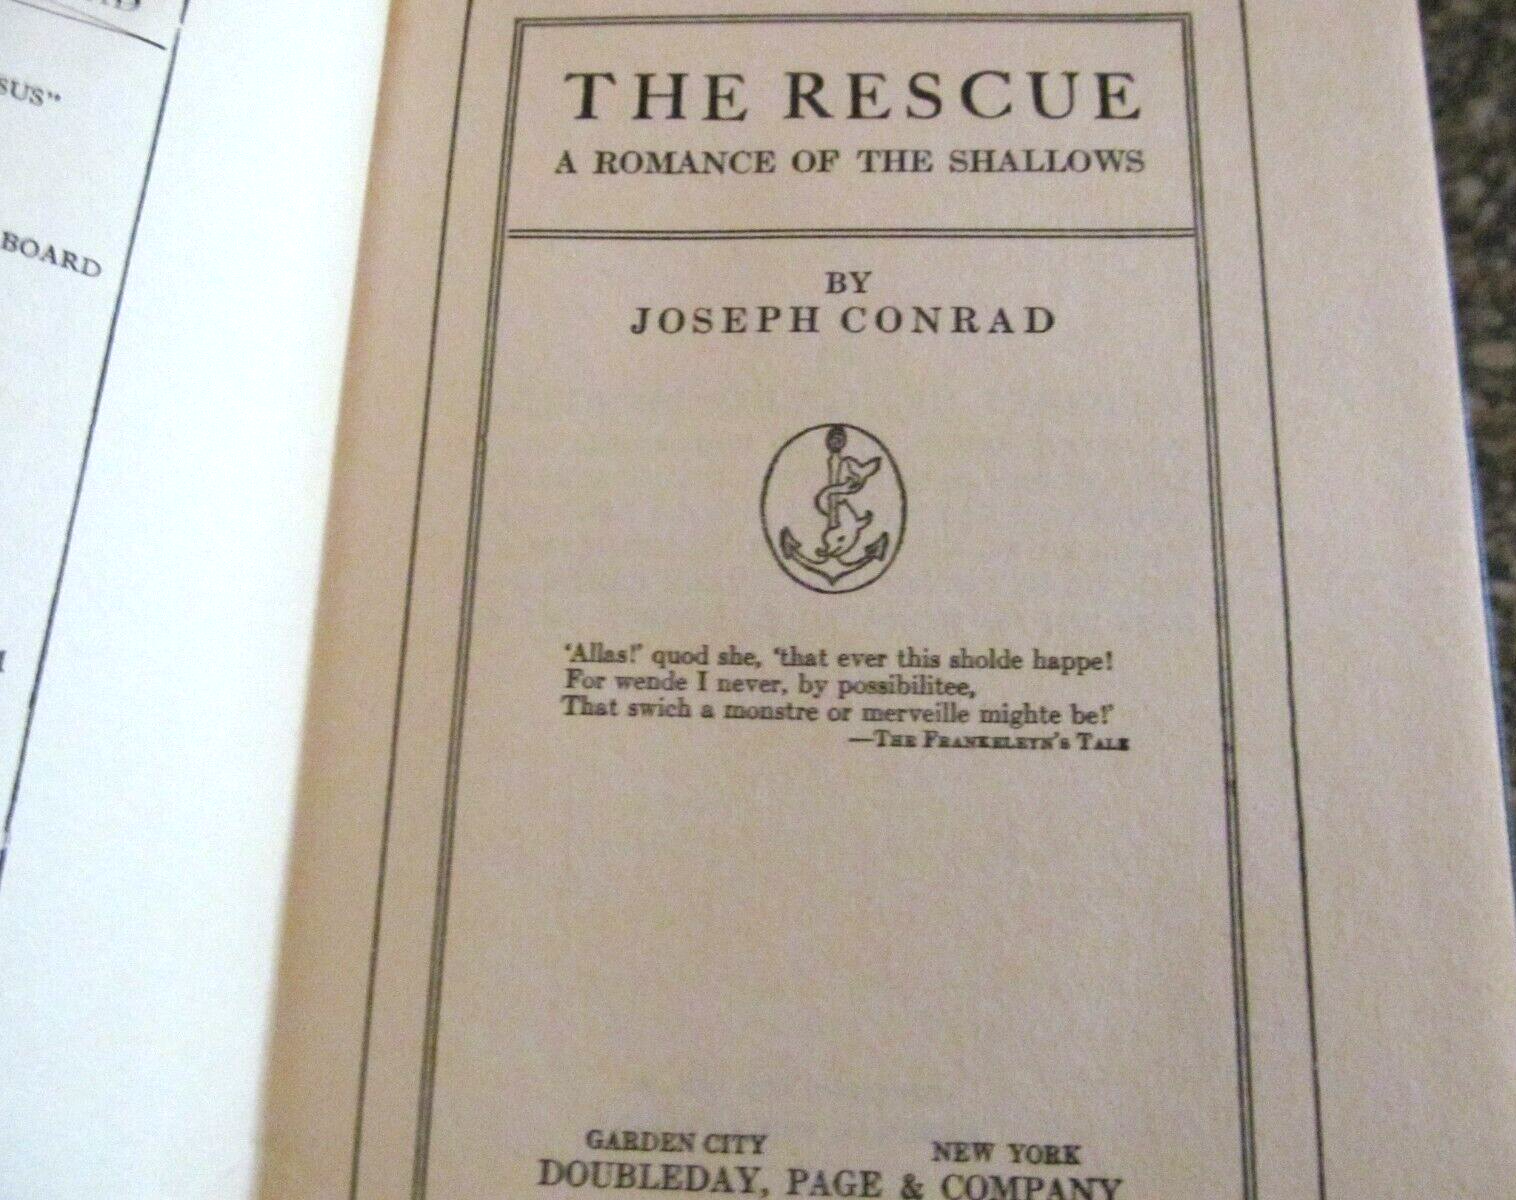 SUS"
BOARD
THE RESCUE
A ROMANCE OF THE SHALLOWS
BY
JOSEPH CONRAD
'Allas!' quod she, 'that ever this sholde happe!
For wende I never, by possibilitee,
That swich a monstre or merveille mighte be!'
—THE FRANKELEYN'S TALE
GARDEN CITY NEW YORK
DOUBLEDAY, PAGE & COMPANY